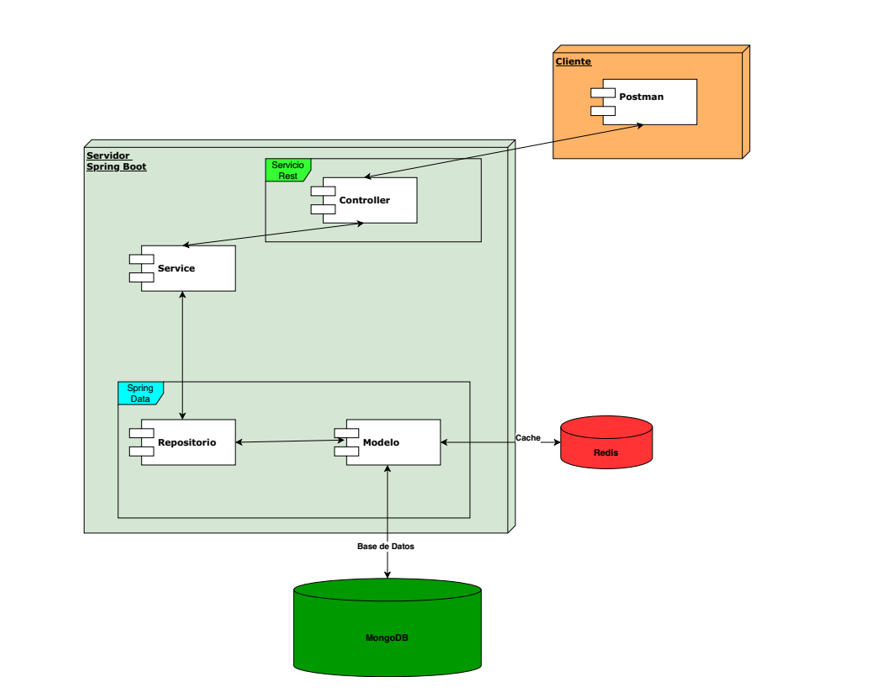 Cliente
Postman
Servidor
Spring Boot
Servicio
Rest
Controller
Service
Spring
Data
Repositorio
Modelo
Cache
Redis
Base de Datos
MongoDB